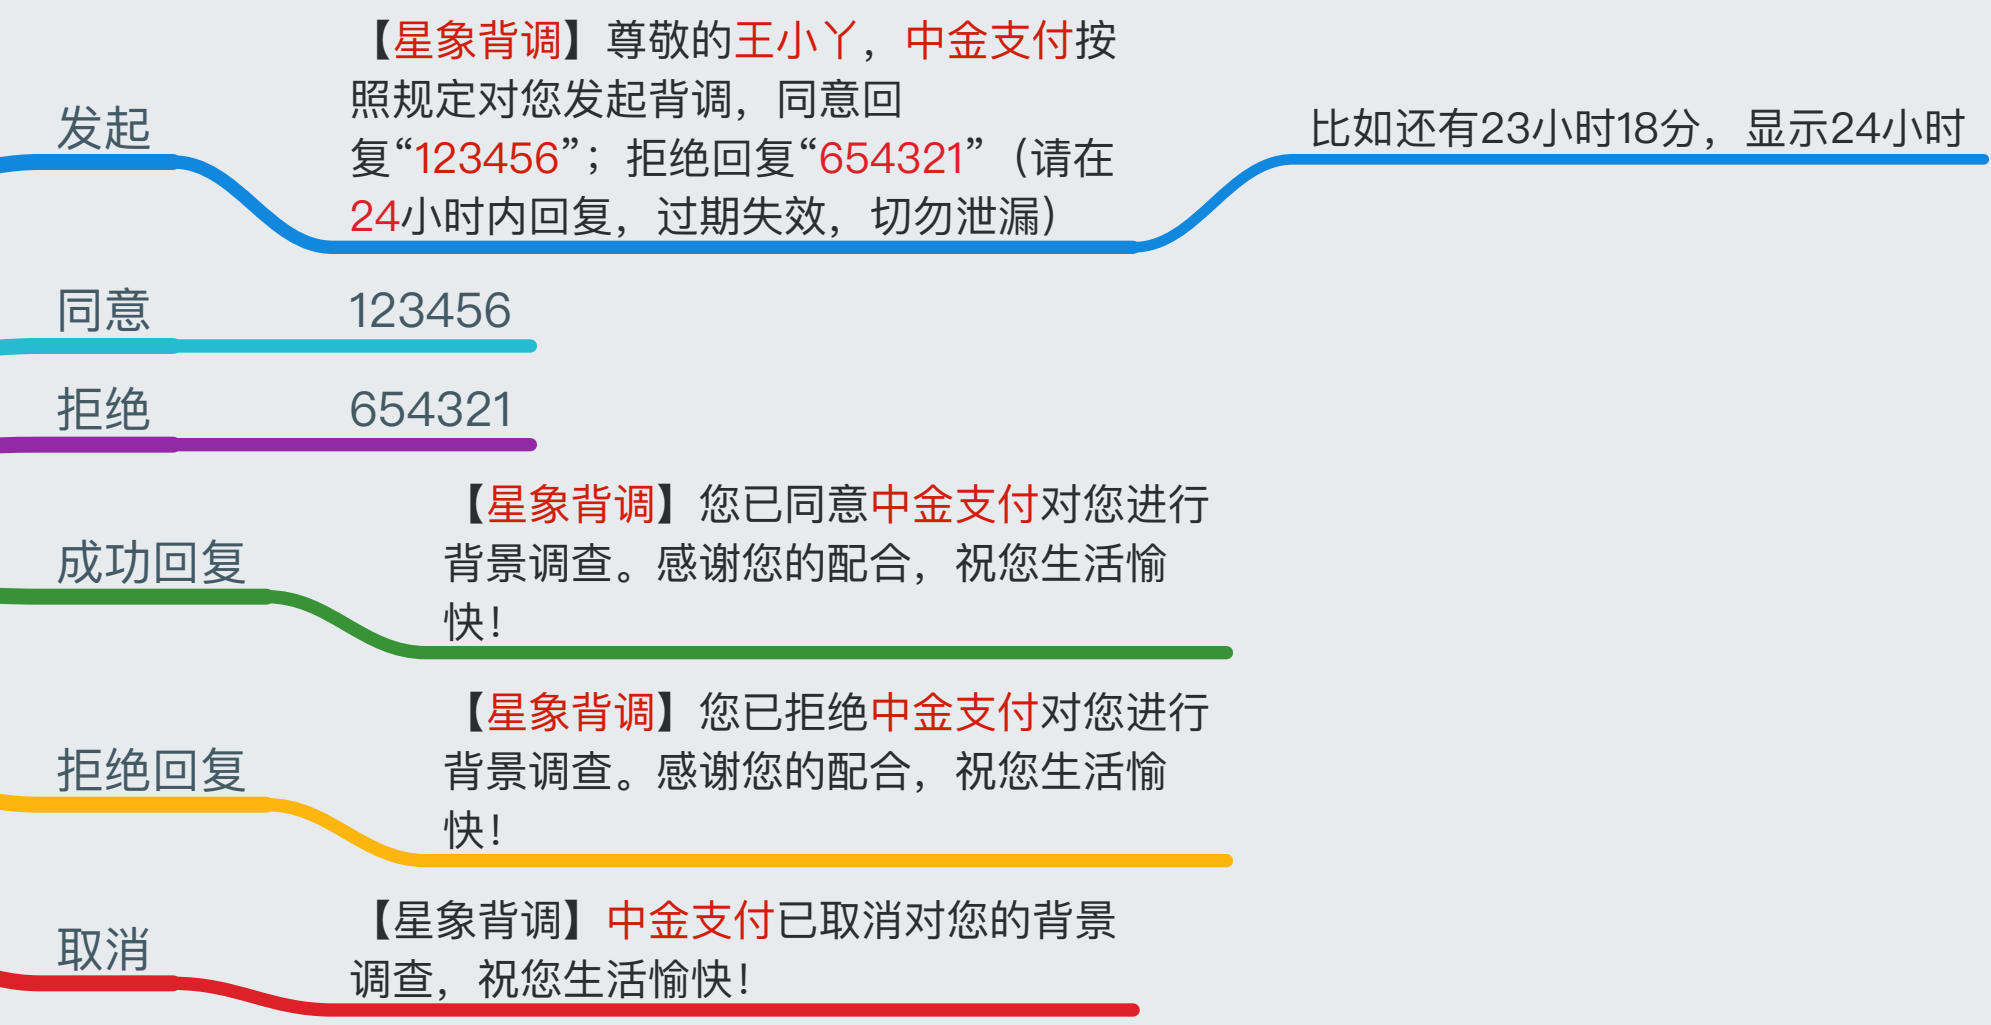 发起
【星象背调】尊敬的王小丫，中金支付按
照规定对您发起背调，同意回
复“123456”；拒绝回复“654321”（请在
24小时内回复，过期失效，切勿泄漏）
比如还有23小时18分，显示24小时
同意
123456
拒绝
654321
成功回复
【星象背调】您已同意中金支付对您进行
背景调查。感谢您的配合，祝您生活愉
快！
拒绝回复
【星象背调】您已拒绝中金支付对您进行
背景调查。感谢您的配合，祝您生活愉
快！
取消
【星象背调】中金支付已取消对您的背景
调查，祝您生活愉快！